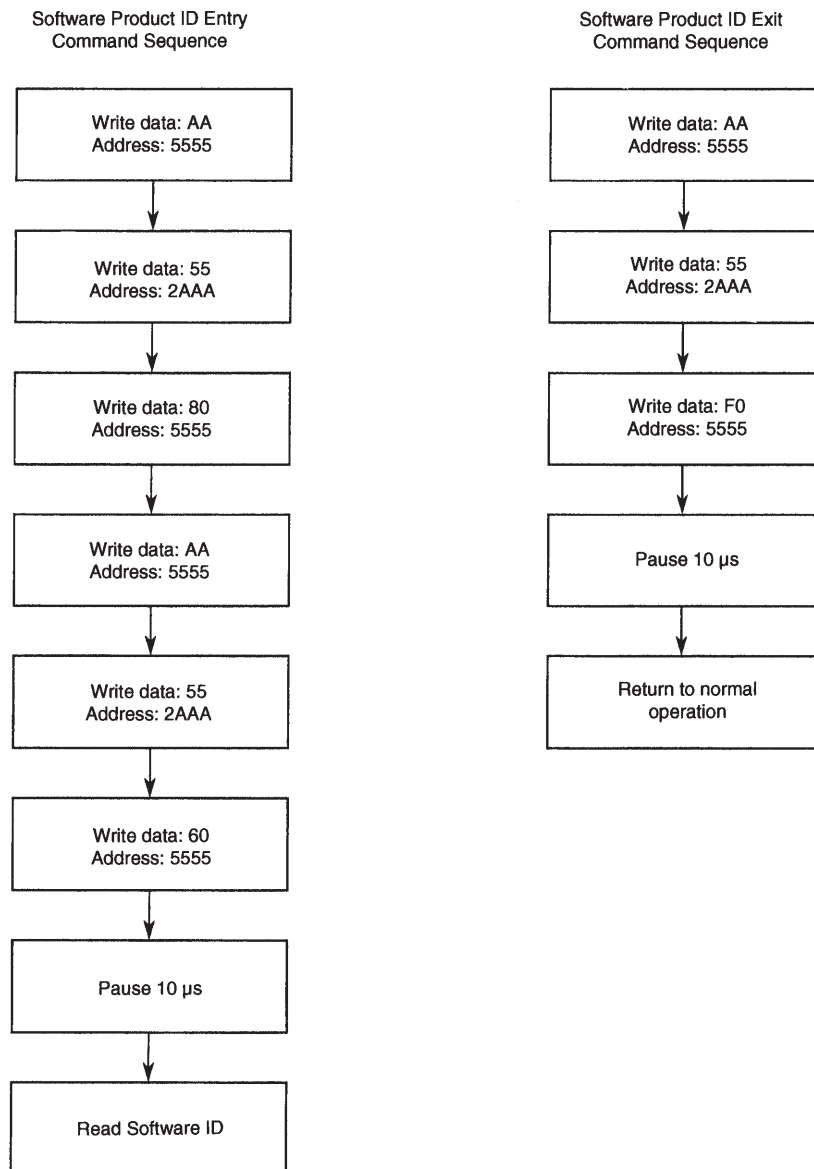 Software Product ID Entry
Command Sequence
Write data: AA
Address: 5555
Write data: 55
Address: 2AAA
Write data: 80
Address: 5555
Write data: AA
Address: 5555
Write data: 55
Address: 2AAA
Write data: 60
Address: 5555
Pause 10 µs
Read Software ID
Software Product ID Exit
Command Sequence
Write data: AA
Address: 5555
Write data: 55
Address: 2AAA
Write data: F0
Address: 5555
Pause 10 µs
Return to normal
operation